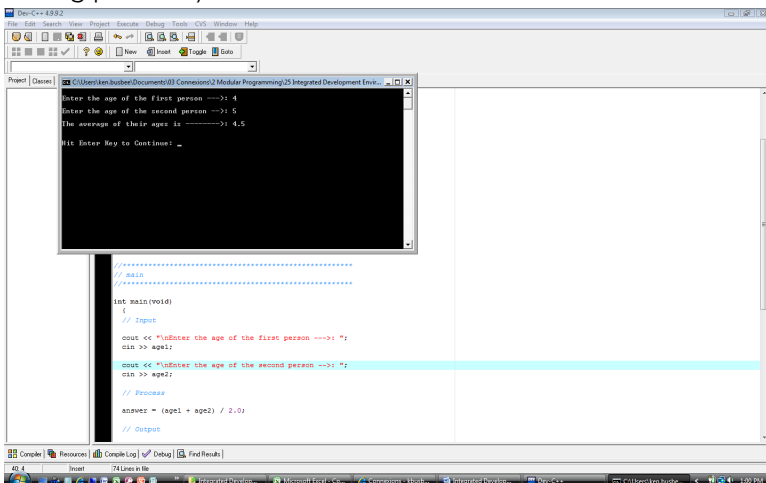 Dev-C++ 4.9.9.2
File Edit Search View Project Execute Debug Tools CVS Window Help
New Insert Toggle Goto
Project Classes
C:\Users\ken.busbee\Documents\03 Connexions\2 Modular Programming\25 Integrated Development Envir...
Enter the age of the first person --->: 4
Enter the age of the second person -->: 5
The average of their ages is -------->: 4.5
Hit Enter Key to Continue: _
//******************************************************
// main
//******************************************************
int main(void)
{
// Input
cout << "\nEnter the age of the first person --->: ";
cin >> age1;
cout << "\nEnter the age of the second person -->: ";
cin >> age2;
// Process
answer = (age1 + age2) / 2.0;
// Output
Compiler Resources Compile Log Debug Find Results
40, 4 Insert 74 Lines in file
Integrated Develop... Microsoft Excel - Co... Connexions - kbusb... Integrated Develop... Dev-C++ C:\Users\ken.busbe... 1:00 PM